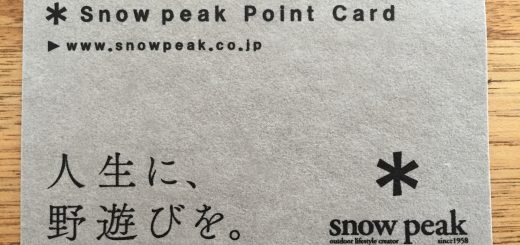 * Snow peak Point Card
▶www.snowpeak.co.jp
人生に、
野遊びを。
*
snow peak
outdoor lifestyle creator since1958